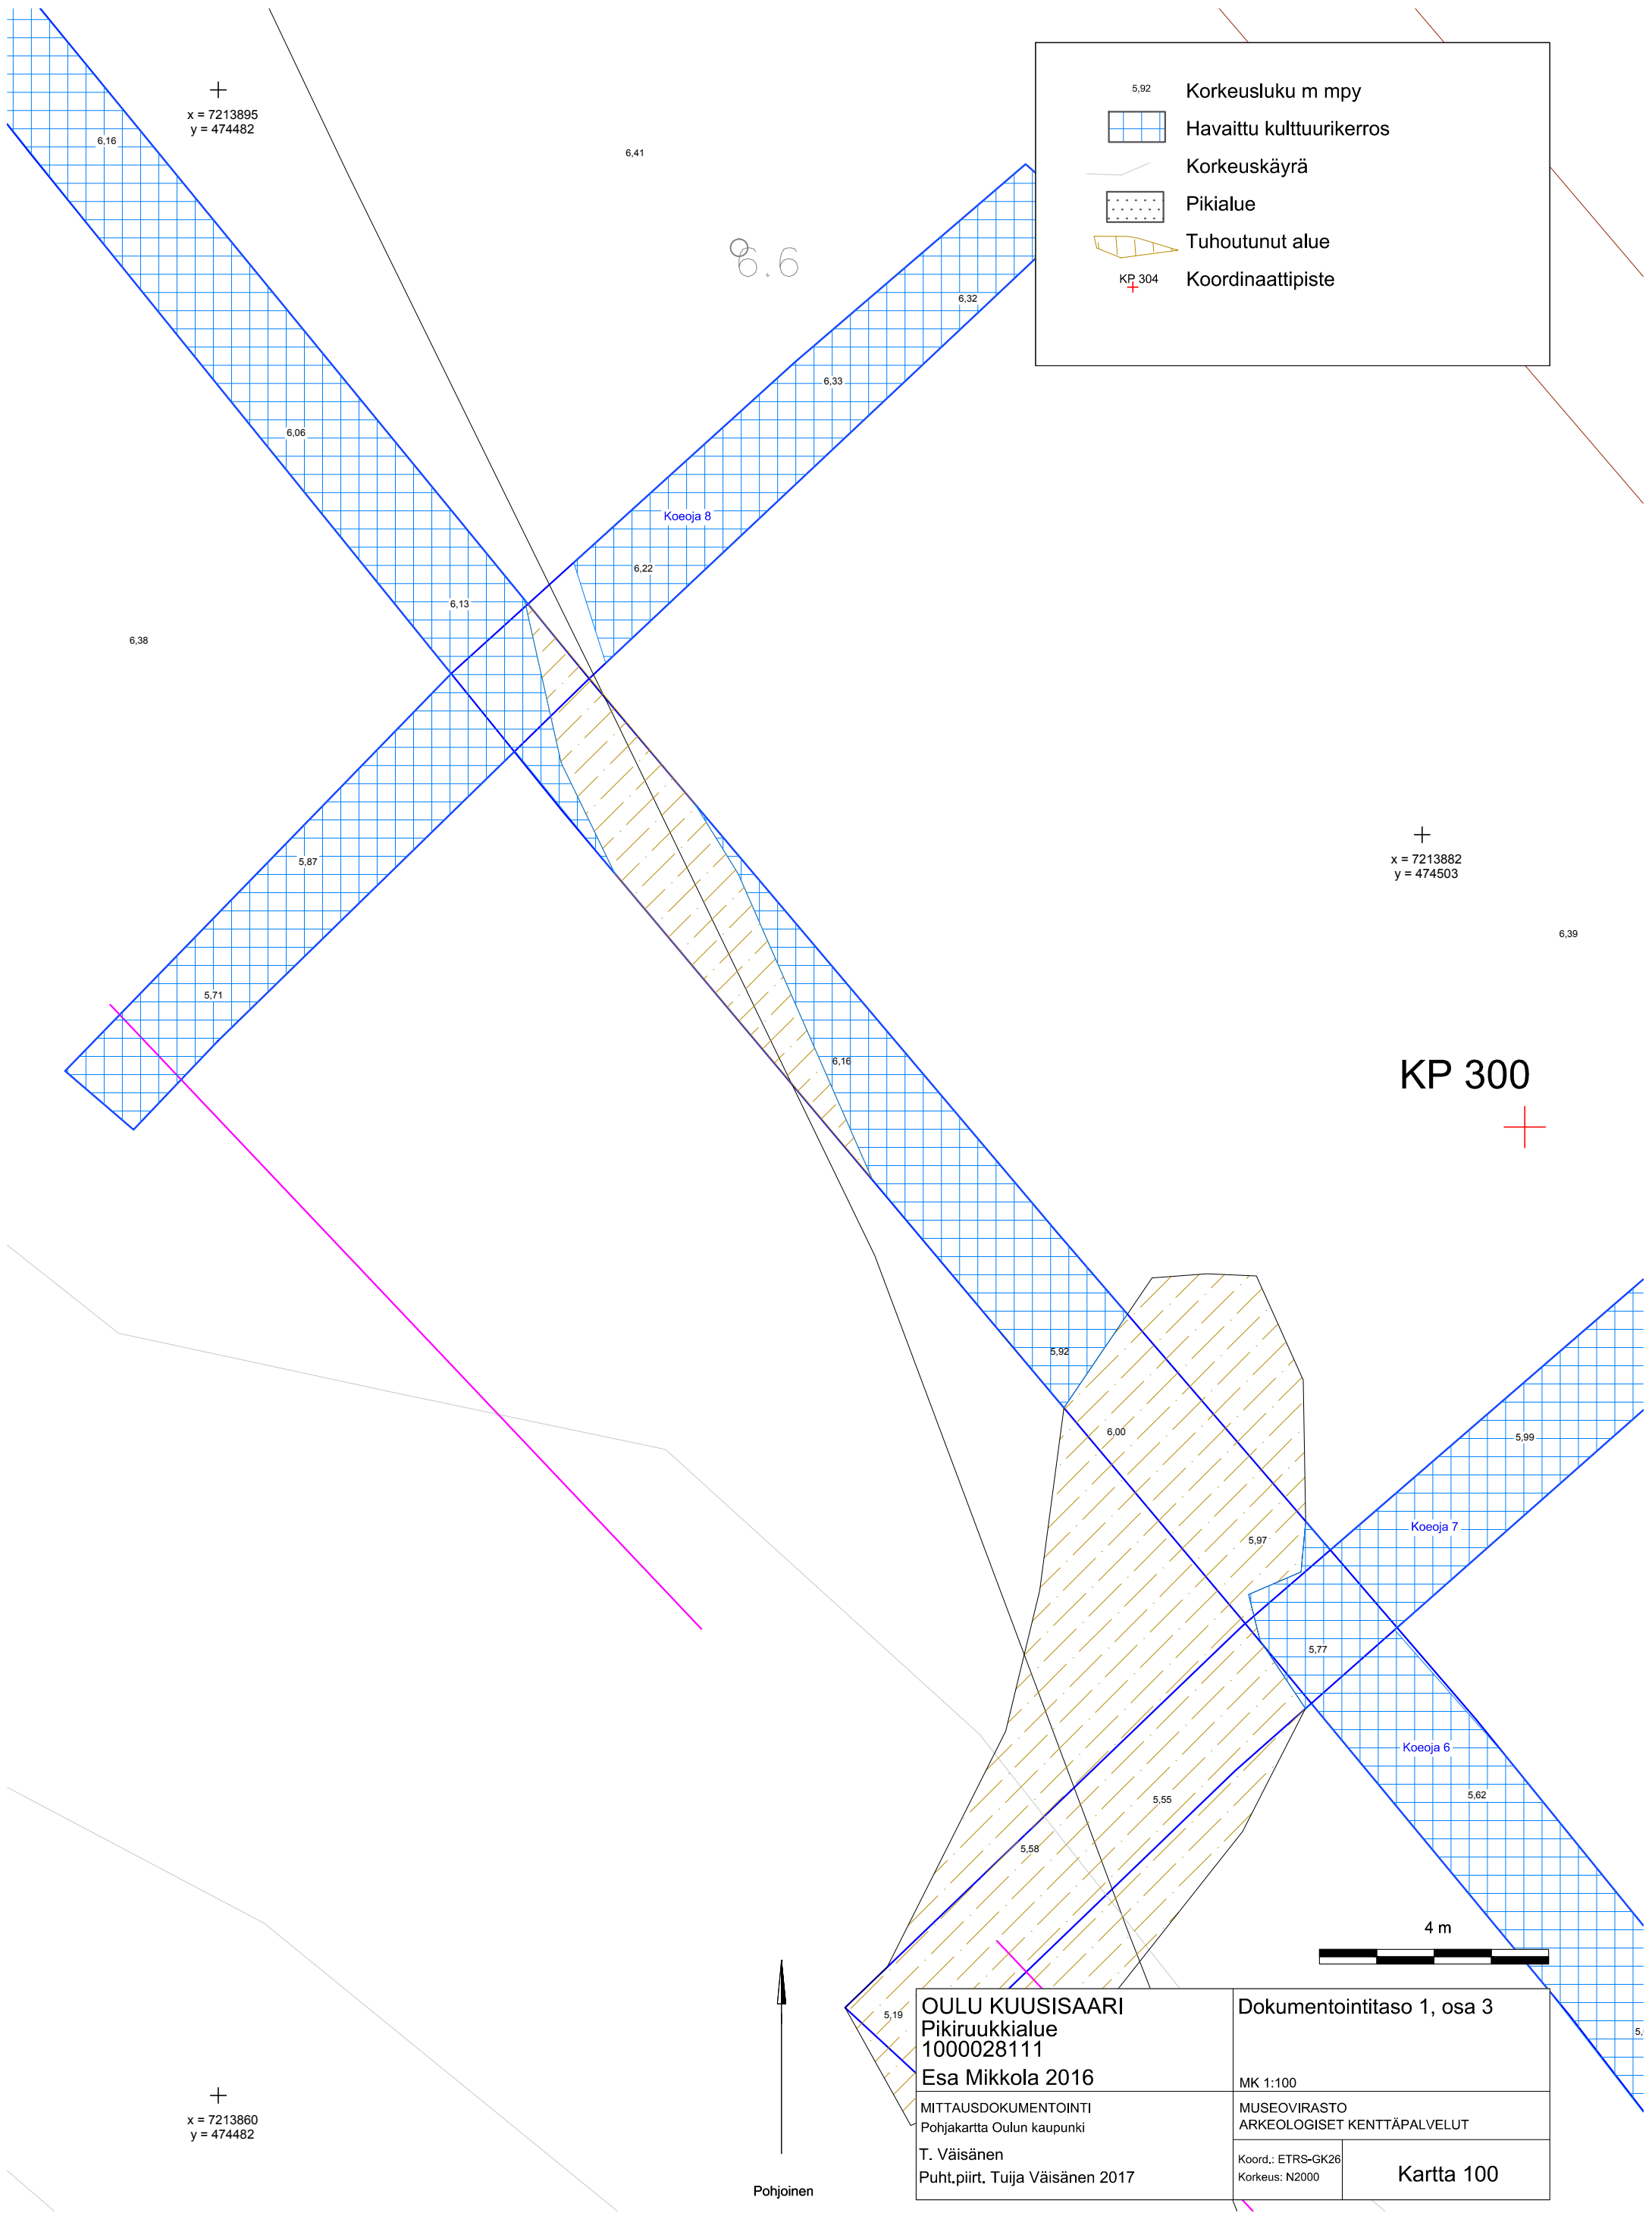 5,92 Korkeusluku m mpy
Havaittu kulttuurikerros
Korkeuskäyrä
Pikialue
Tuhoutunut alue
KP 304 Koordinaattipiste
x = 7213895
y = 474482
6,16
6,41
6.6
6,32
6,33
6,06
Koeoja 8
6,22
6,13
6,38
5,87
x = 7213882
y = 474503
6,39
5,71
6,16
KP 300
5,92
6,00
5,99
Koeoja 7
5,97
5,77
Koeoja 6
5,62
5,55
5,58
4 m
5,19
5,
OULU KUUSISAARI
Pikiruukkialue
1000028111
Esa Mikkola 2016
Dokumentointitaso 1, osa 3
MK 1:100
MITTAUSDOKUMENTOINTI
Pohjakartta Oulun kaupunki
T. Väisänen
Puht.piirt. Tuija Väisänen 2017
MUSEOVIRASTO
ARKEOLOGISET KENTTÄPALVELUT
Koord.: ETRS-GK26
Korkeus: N2000
Kartta 100
x = 7213860
y = 474482
Pohjoinen